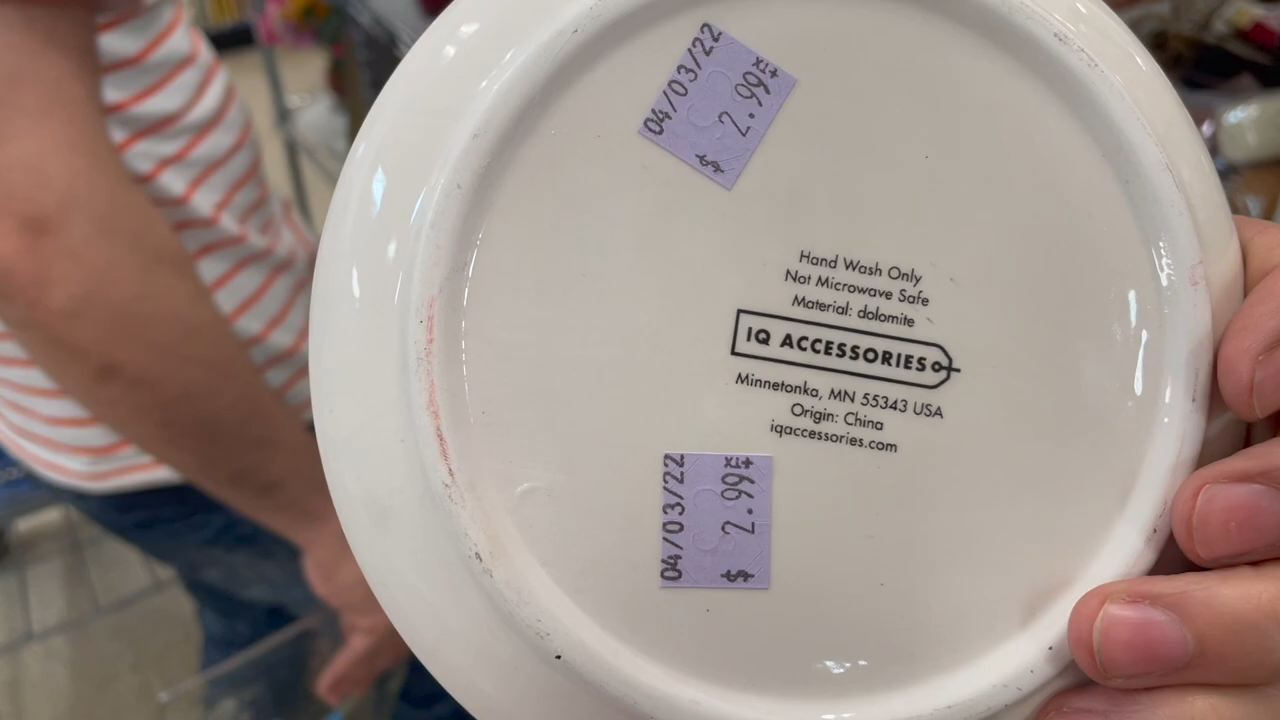 04/03/22
$ 2.99
Hand Wash Only
Not Microwave Safe
Material: dolomite
IQ ACCESSORIES
Minnetonka, MN 55343 USA
Origin: China
iqaccessories.com
04/03/22
$ 2.99